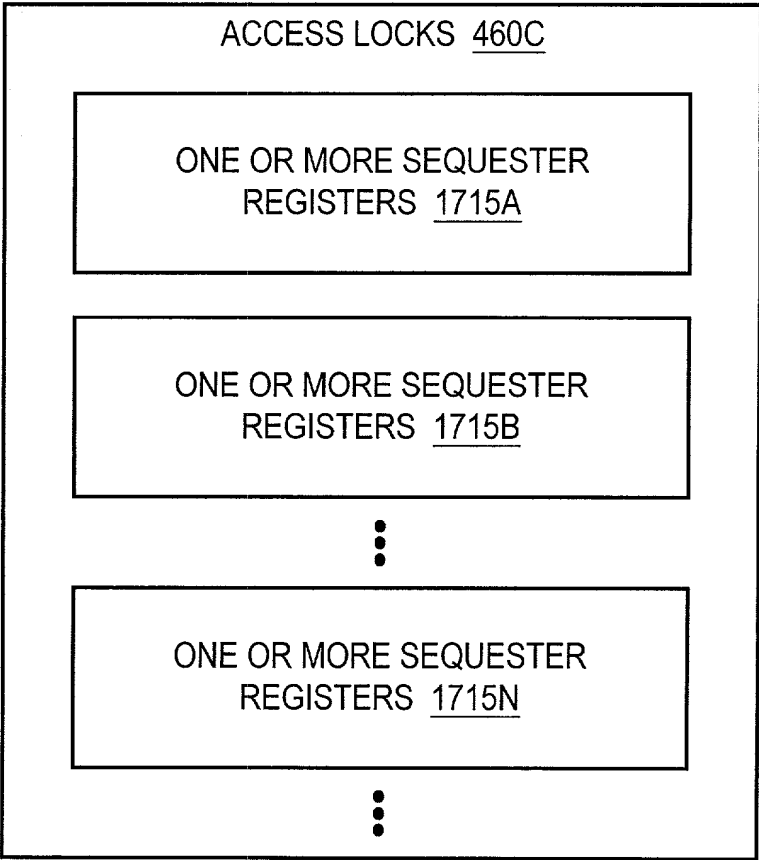 ACCESS LOCKS 460C
ONE OR MORE SEQUESTER
REGISTERS 1715A
ONE OR MORE SEQUESTER
REGISTERS 1715B
ONE OR MORE SEQUESTER
REGISTERS 1715N